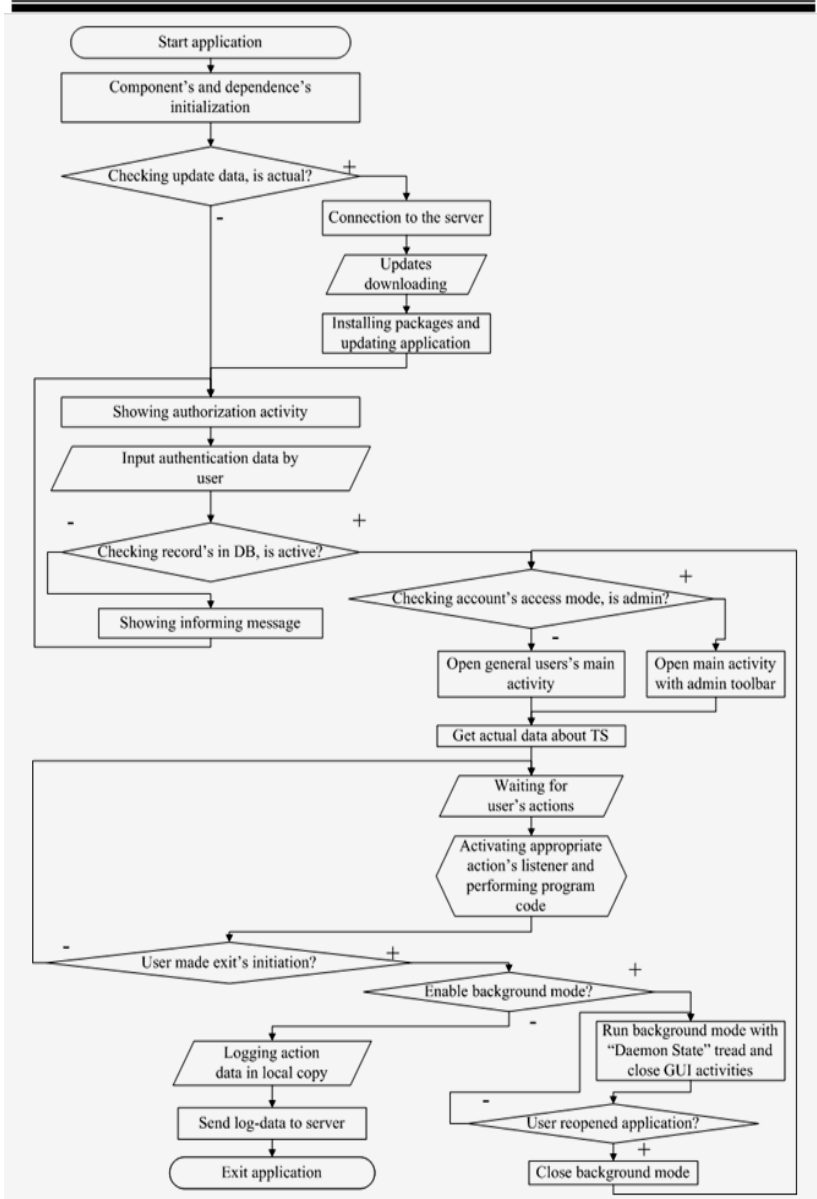 Start application
Component's and dependence's
initialization
Checking update data, is actual?
+
-
Connection to the server
Updates
downloading
Installing packages and
updating application
Showing authorization activity
Input authentication data by
user
-
+
Checking record's in DB, is active?
Showing informing message
Checking account's access mode, is admin?
+
-
Open general users's main
activity
Open main activity
with admin toolbar
Get actual data about TS
Waiting for
user's actions
Activating appropriate
action's listener and
performing program
code
-
User made exit's initiation?
+
Enable background mode?
+
-
Logging action
data in local copy
Send log-data to server
Exit application
Run background mode with
“Daemon State” tread and
close GUI activities
-
User reopened application?
+
Close background mode